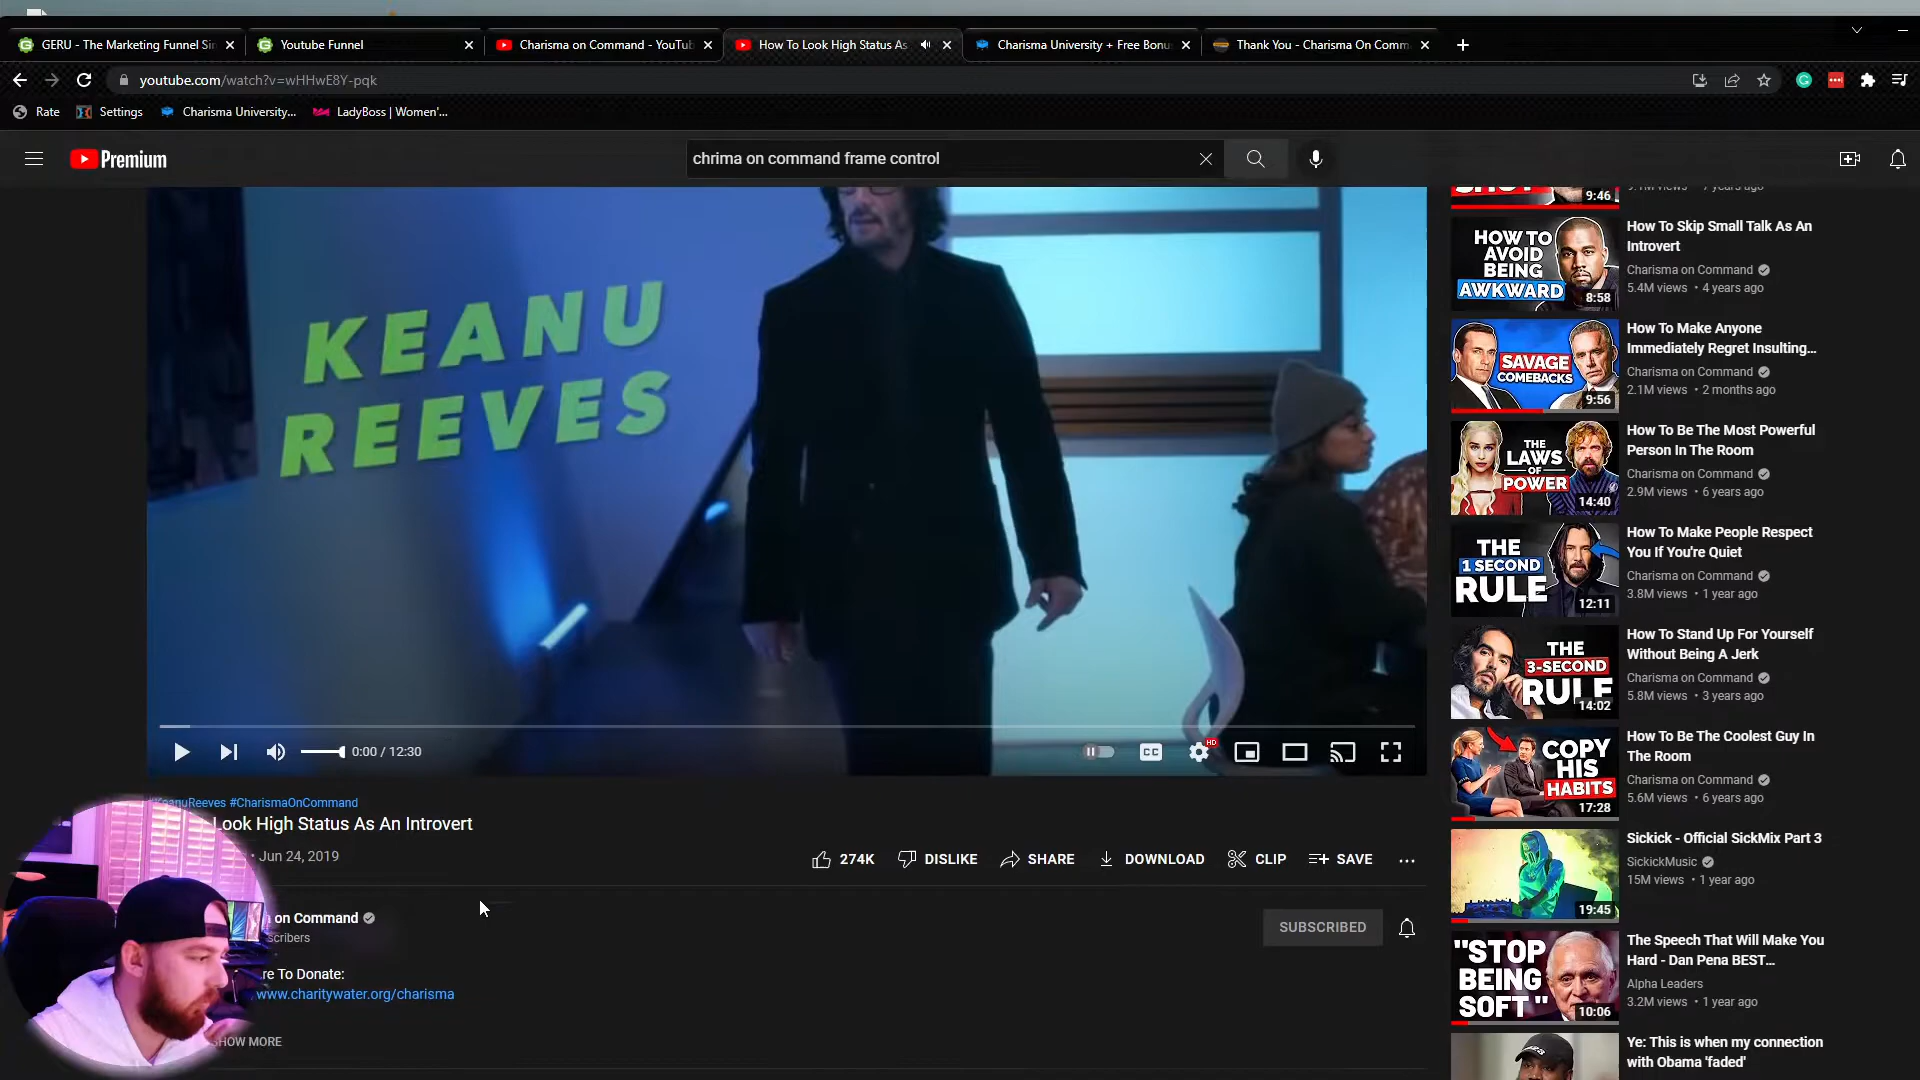 GERU - The Marketing Funnel Sin
Youtube Funnel
Charisma on Command - YouTub
How To Look High Status As
Charisma University + Free Bonu
Thank You - Charisma On Comm
youtube.com/watch?v=wHHwE8Y-pqk
Rate
Settings
Charisma University...
LadyBoss | Women'...
Premium
chrima on command frame control
KEANU
REEVES
0:00 / 12:30
CC
HD
#CharismaOnCommand
Look High Status As An Introvert
• Jun 24, 2019
274K
DISLIKE
SHARE
DOWNLOAD
CLIP
SAVE
on Command
SUBSCRIBED
To Donate:
www.charitywater.org/charisma
MORE
9:46
HOW TO
AVOID
BEING
AWKWARD
8:58
How To Skip Small Talk As An
Introvert
Charisma on Command
5.4M views • 4 years ago
SAVAGE
COMEBACKS
9:56
How To Make Anyone
Immediately Regret Insulting...
Charisma on Command
2.1M views • 2 months ago
THE
LAWS
OF
POWER
14:40
How To Be The Most Powerful
Person In The Room
Charisma on Command
2.9M views • 6 years ago
THE
1 SECOND
RULE
12:11
How To Make People Respect
You If You're Quiet
Charisma on Command
3.8M views • 1 year ago
THE
3-SECOND
RULE
14:02
How To Stand Up For Yourself
Without Being A Jerk
Charisma on Command
5.8M views • 3 years ago
COPY
HIS
HABITS
17:28
How To Be The Coolest Guy In
The Room
Charisma on Command
5.6M views • 6 years ago
19:45
Sickick - Official SickMix Part 3
SickickMusic
15M views • 1 year ago
"STOP
BEING
SOFT"
10:06
The Speech That Will Make You
Hard - Dan Pena BEST...
Alpha Leaders
3.2M views • 1 year ago
Ye: This is when my connection
with Obama 'faded'